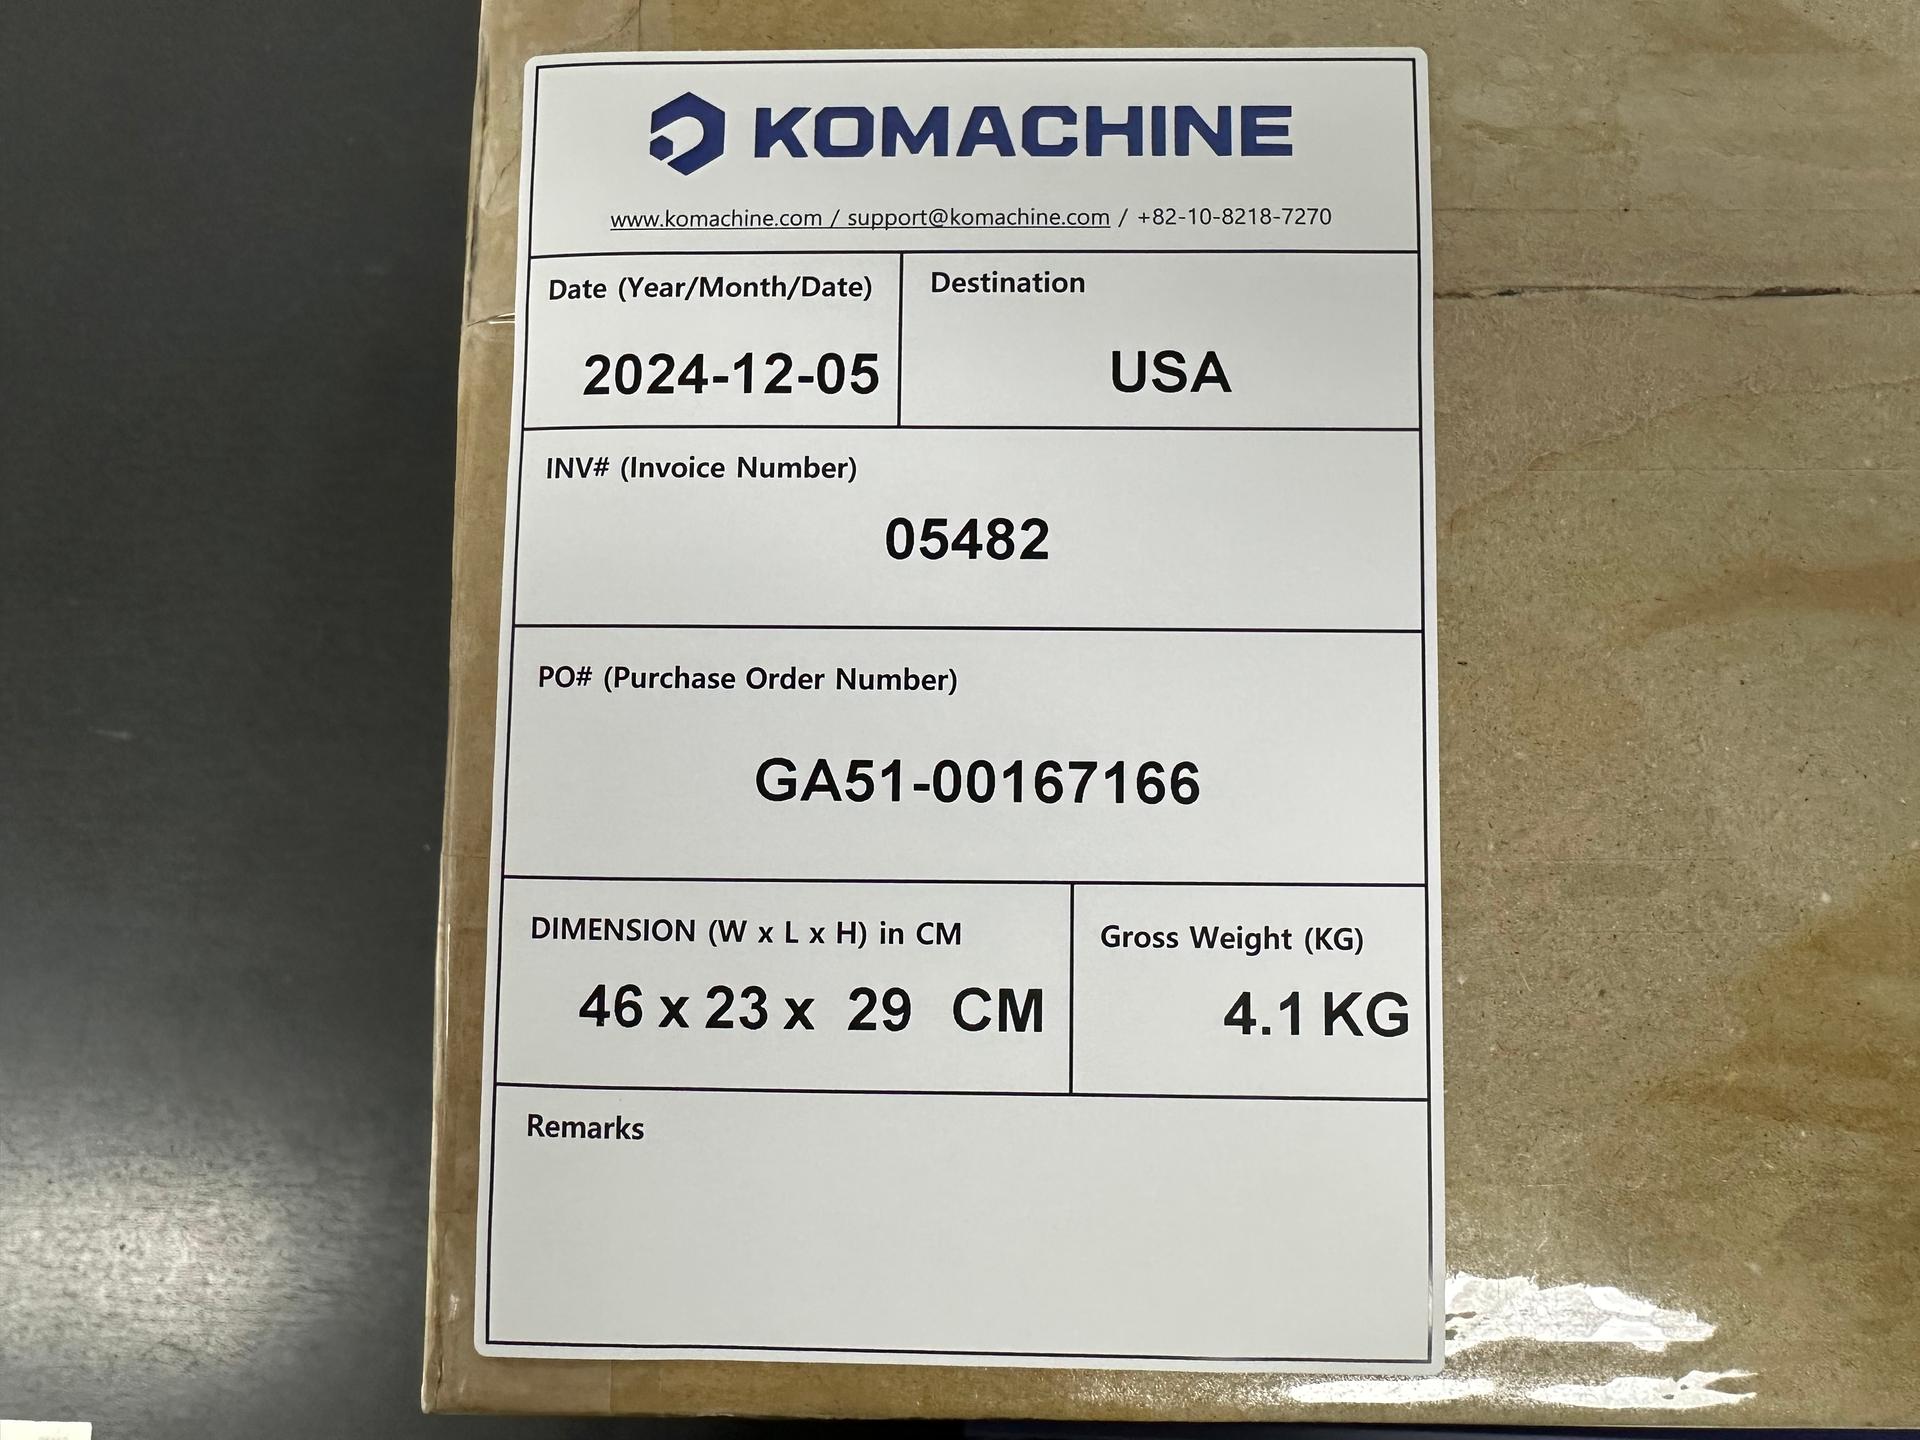 KOMACHINE
www.komachine.com / support@komachine.com / +82-10-8218-7270
Date (Year/Month/Date)
2024-12-05
Destination
USA
INV# (Invoice Number)
05482
PO# (Purchase Order Number)
GA51-00167166
DIMENSION (W x L x H) in CM
46 x 23 x 29 CM
Gross Weight (KG)
4.1 KG
Remarks